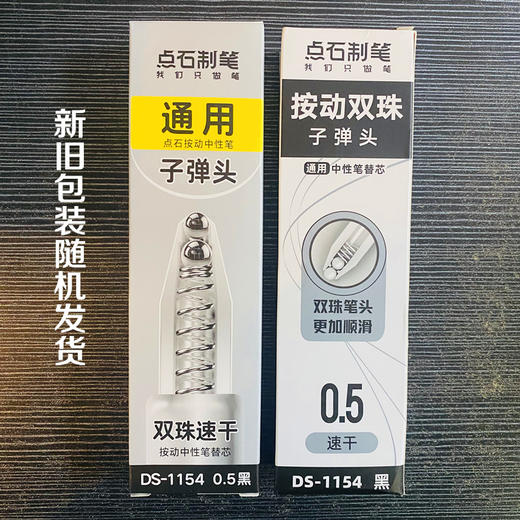 新旧包装随机发货
点石制笔
我们只做笔
通用
点石按动中性笔
子弹头
双珠速干
按动中性笔替芯
DS-1154 0.5黑
点石制笔
我们只做笔
按动双珠
子弹头
通用 中性笔替芯
双珠笔头
更加顺滑
0.5
速干
DS-1154 黑